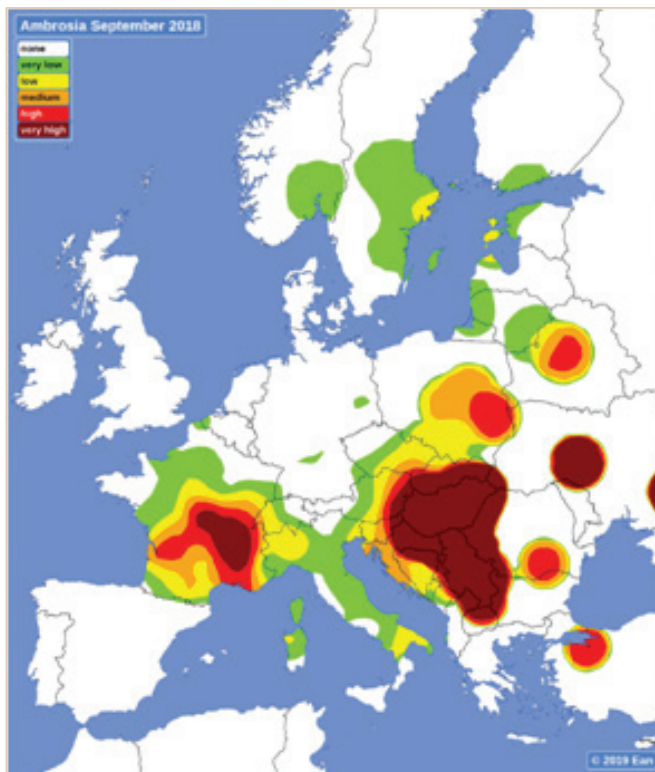 Ambrosia September 2018
none
very low
low
medium
high
very high
© 2019 Ean